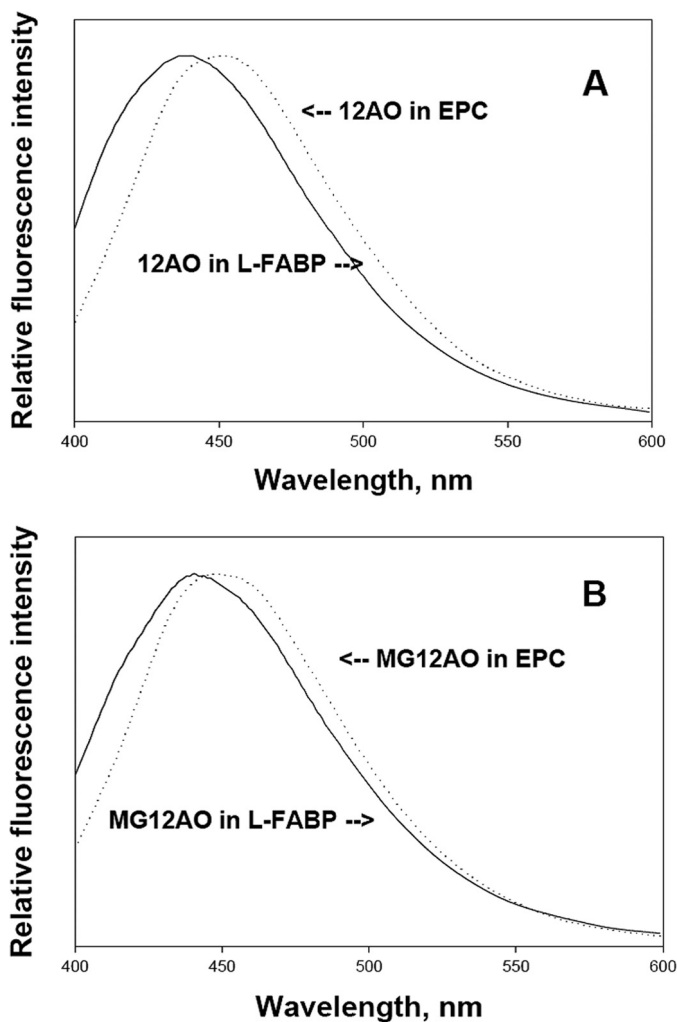 Relative fluorescence intensity
A
<-- 12AO in EPC
12AO in L-FABP -->
400 450 500 550 600
Wavelength, nm
Relative fluorescence intensity
B
<-- MG12AO in EPC
MG12AO in L-FABP -->
400 450 500 550 600
Wavelength, nm